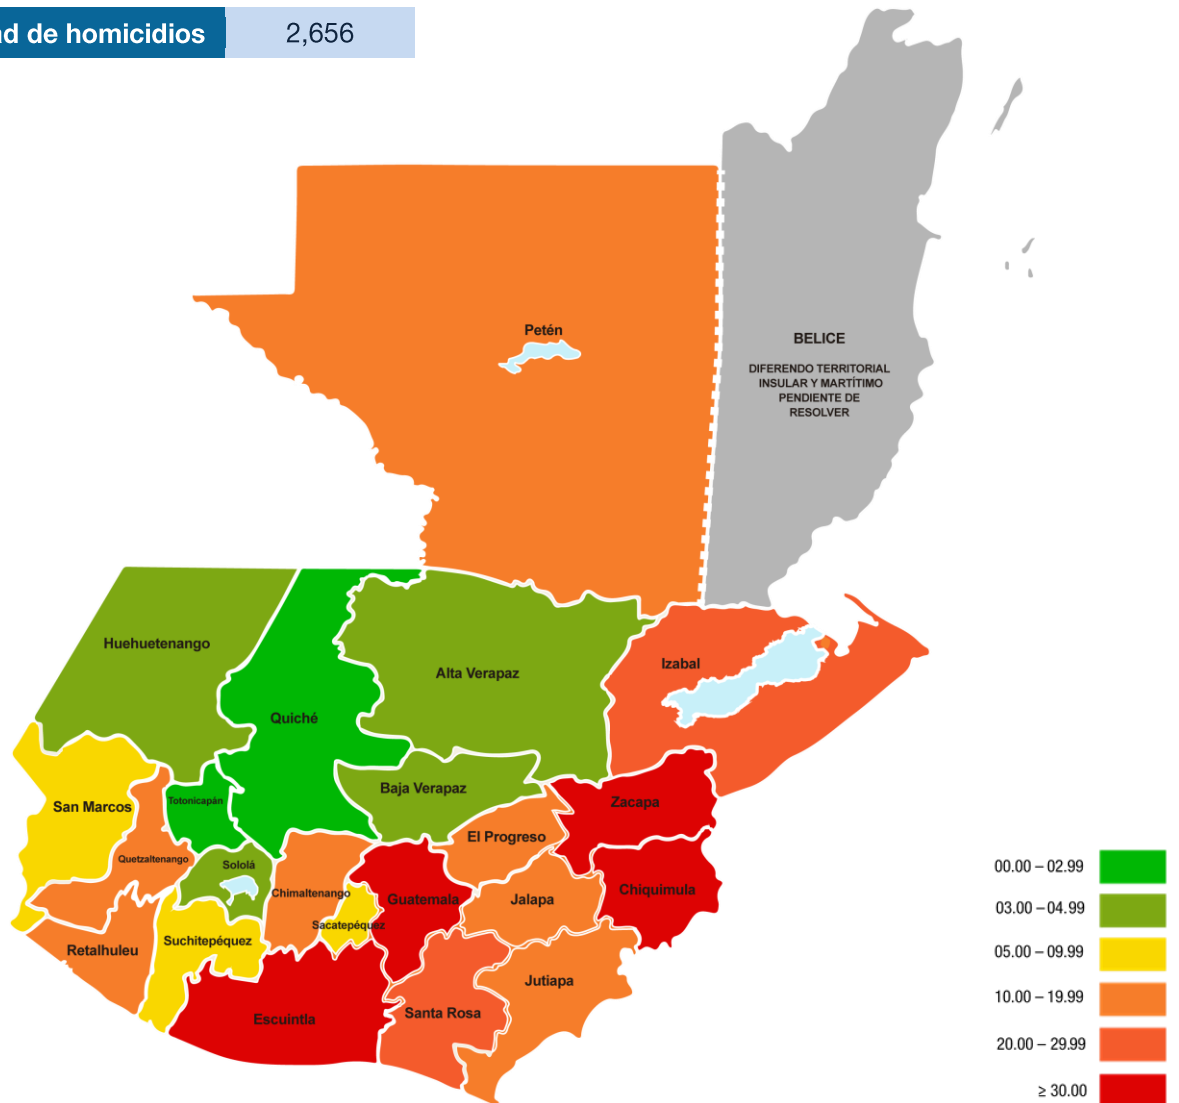 ad de homicidios 2,656
Petén
BELICE
DIFERENDO TERRITORIAL
INSULAR Y MARTÍTIMO
PENDIENTE DE
RESOLVER
Huehuetenango
Izabal
Alta Verapaz
Quiché
Baja Verapaz
Totonicapán
Zacapa
San Marcos
El Progreso
Quetzaltenango
Sololá
Chiquimula
Chimaltenango
Guatemala
Jalapa
Sacatepéquez
Suchitepéquez
Retalhuleu
Jutiapa
Santa Rosa
Escuintla
00.00 – 02.99
03.00 – 04.99
05.00 – 09.99
10.00 – 19.99
20.00 – 29.99
≥ 30.00